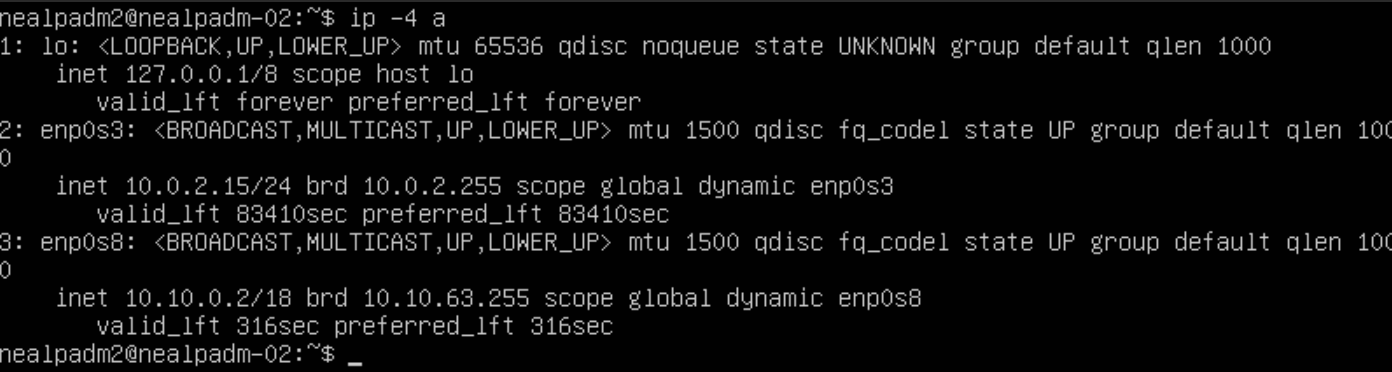 nealpadm2@nealpadm-02:~$ ip -4 a
1: lo: <LOOPBACK,UP,LOWER_UP> mtu 65536 qdisc noqueue state UNKNOWN group default qlen 1000
    inet 127.0.0.1/8 scope host lo
       valid_lft forever preferred_lft forever
2: enp0s3: <BROADCAST,MULTICAST,UP,LOWER_UP> mtu 1500 qdisc fq_codel state UP group default qlen 100
0
    inet 10.0.2.15/24 brd 10.0.2.255 scope global dynamic enp0s3
       valid_lft 83410sec preferred_lft 83410sec
3: enp0s8: <BROADCAST,MULTICAST,UP,LOWER_UP> mtu 1500 qdisc fq_codel state UP group default qlen 100
0
    inet 10.10.0.2/18 brd 10.10.63.255 scope global dynamic enp0s8
       valid_lft 316sec preferred_lft 316sec
nealpadm2@nealpadm-02:~$ _